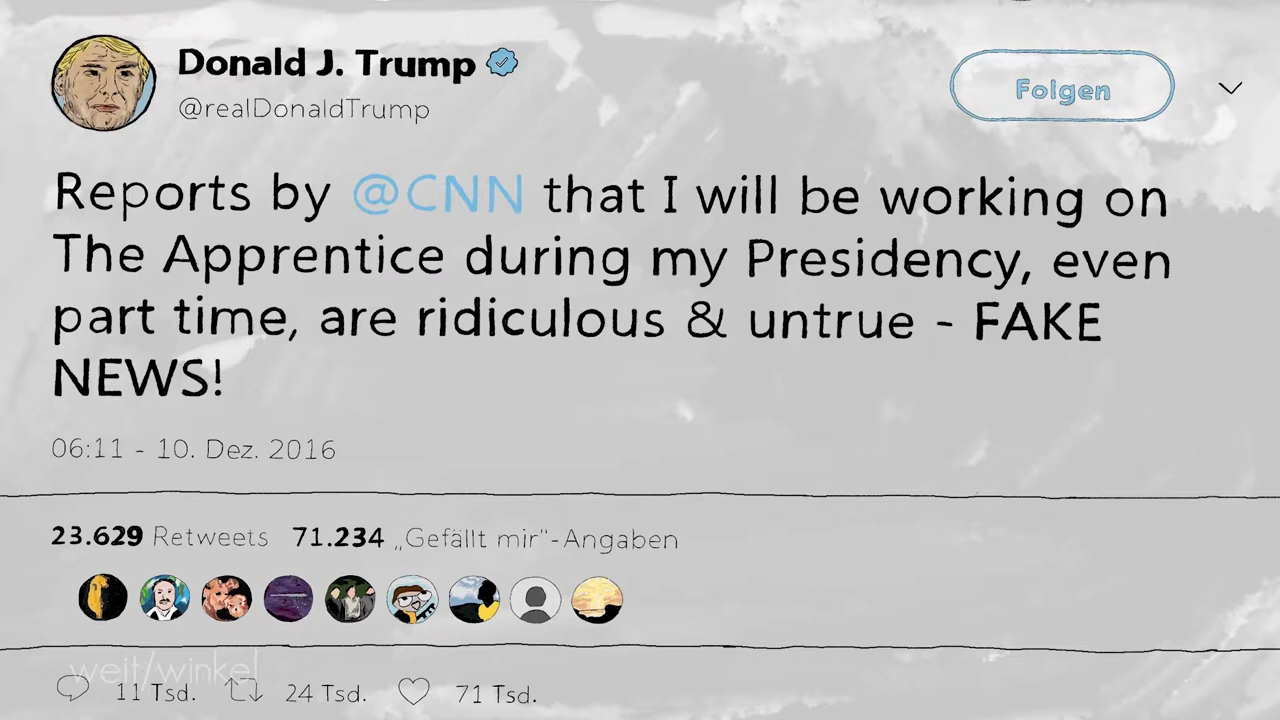 Donald J. Trump
@realDonaldTrump
Folgen
Reports by @CNN that I will be working on
The Apprentice during my Presidency, even
part time, are ridiculous & untrue - FAKE
NEWS!
06:11 - 10. Dez. 2016
23.629 Retweets 71.234 „Gefällt mir"-Angaben
weit/winkel
11 Tsd. 24 Tsd. 71 Tsd.